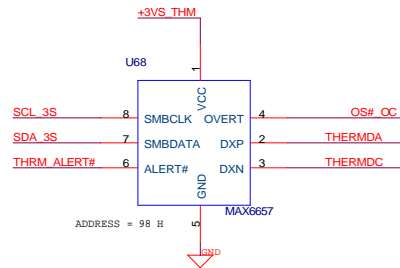 +3VS_THM
U68
1
VCC
SCL_3S 8 SMBCLK OVERT 4 OS#_OC
SDA_3S 7 SMBDATA DXP 2 THERMDA
THRM_ALERT# 6 ALERT# DXN 3 THERMDC
GND
MAX6657
ADDRESS = 98 H 5
GND